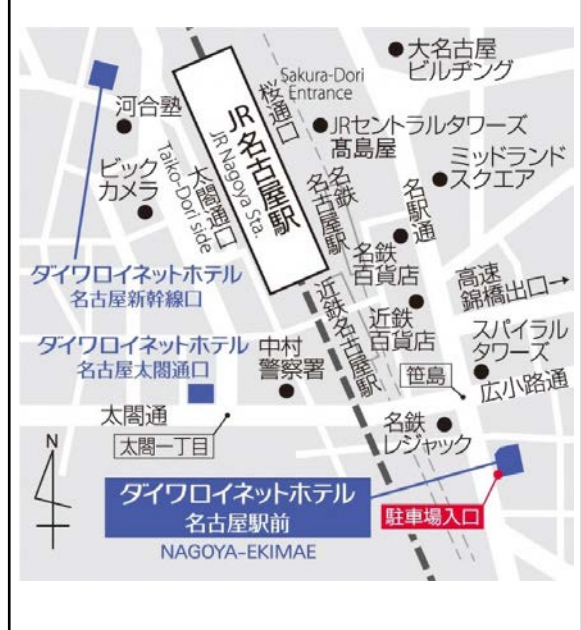 大名古屋
ビルヂング
Sakura-Dori
Entrance
桜通口
河合塾
JR名古屋駅
JR Nagoya Sta.
JRセントラルタワーズ
髙島屋
ミッドランド
スクエア
ビック
カメラ
太閤通口
Taiko-Dori side
名鉄
名古屋駅
名駅通
名鉄
百貨店
ダイワロイネットホテル
名古屋新幹線口
高速
錦橋出口→
近鉄名古屋駅
近鉄
百貨店
スパイラル
タワーズ
ダイワロイネットホテル
名古屋太閤通口
中村
警察署
笹島
広小路通
太閤通
太閤一丁目
名鉄
レジャック
N
ダイワロイネットホテル
名古屋駅前
NAGOYA-EKIMAE
駐車場入口